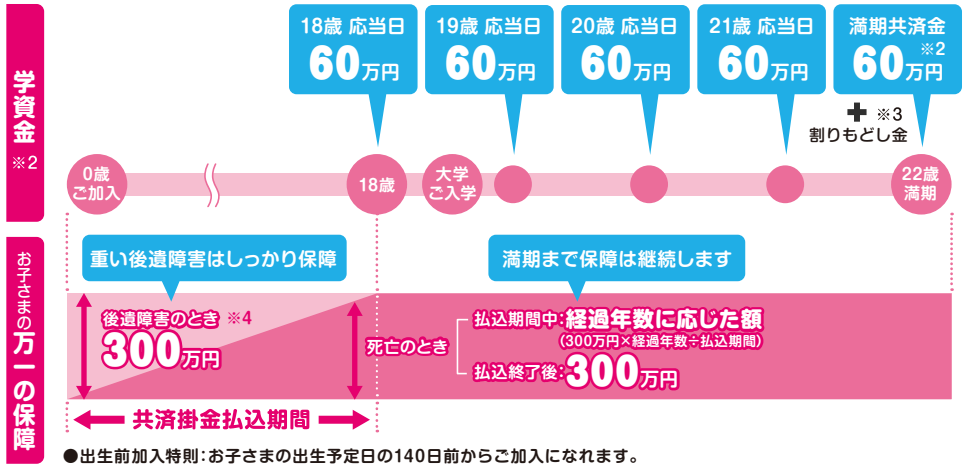 学資金
※2
18歳 応当日
60万円
19歳 応当日
60万円
20歳 応当日
60万円
21歳 応当日
60万円
満期共済金
※2
60万円
✚ ※3
割りもどし金
0歳
ご加入
18歳
大学
ご入学
22歳
満期
お子さまの万一の保障
重い後遺障害はしっかり保障
満期まで保障は継続します
後遺障害のとき ※4
300万円
死亡のとき
払込期間中:経過年数に応じた額
(300万円×経過年数÷払込期間)
払込終了後:300万円
共済掛金払込期間
●出生前加入特則:お子さまの出生予定日の140日前からご加入になれます。